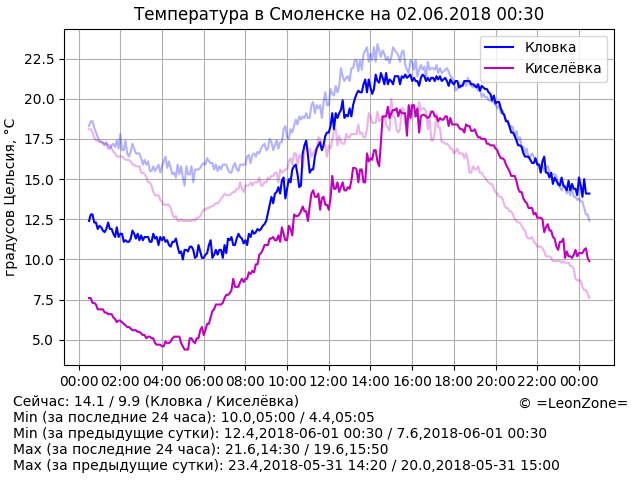 Температура в Смоленске на 02.06.2018 00:30
Кловка
Киселёвка
градусов Цельсия, °C
22.5
20.0
17.5
15.0
12.5
10.0
7.5
5.0
00:00 02:00 04:00 06:00 08:00 10:00 12:00 14:00 16:00 18:00 20:00 22:00 00:00
Сейчас: 14.1 / 9.9 (Кловка / Киселёвка)
© =LeonZone=
Min (за последние 24 часа): 10.0,05:00 / 4.4,05:05
Min (за предыдущие сутки): 12.4,2018-06-01 00:30 / 7.6,2018-06-01 00:30
Max (за последние 24 часа): 21.6,14:30 / 19.6,15:50
Max (за предыдущие сутки): 23.4,2018-05-31 14:20 / 20.0,2018-05-31 15:00